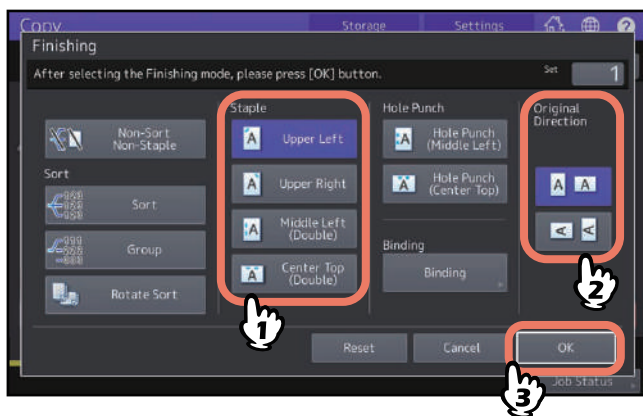 Copy
Storage
Settings
?
Finishing
After selecting the Finishing mode, please press [OK] button.
Set
1
Non-Sort
Non-Staple
Sort
Sort
Group
Rotate Sort
Staple
A
Upper Left
A
Upper Right
A
Middle Left
(Double)
A
Center Top
(Double)
1
Hole Punch
A
Hole Punch
(Middle Left)
A
Hole Punch
(Center Top)
Binding
Binding
Original
Direction
A A
A A
2
Reset
Cancel
OK
3
Job Status